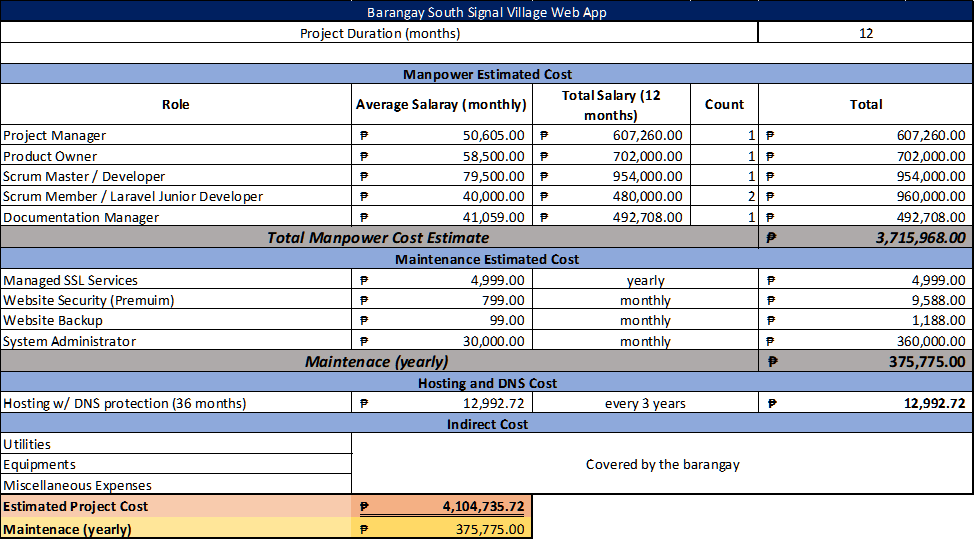 Barangay South Signal Village Web App
Project Duration (months) 12
Manpower Estimated Cost
Role Average Salaray (monthly) Total Salary (12 months) Count Total
Project Manager ₱ 50,605.00 ₱ 607,260.00 1 ₱ 607,260.00
Product Owner ₱ 58,500.00 ₱ 702,000.00 1 ₱ 702,000.00
Scrum Master / Developer ₱ 79,500.00 ₱ 954,000.00 1 ₱ 954,000.00
Scrum Member / Laravel Junior Developer ₱ 40,000.00 ₱ 480,000.00 2 ₱ 960,000.00
Documentation Manager ₱ 41,059.00 ₱ 492,708.00 1 ₱ 492,708.00
Total Manpower Cost Estimate ₱ 3,715,968.00
Maintenance Estimated Cost
Managed SSL Services ₱ 4,999.00 yearly ₱ 4,999.00
Website Security (Premuim) ₱ 799.00 monthly ₱ 9,588.00
Website Backup ₱ 99.00 monthly ₱ 1,188.00
System Administrator ₱ 30,000.00 monthly ₱ 360,000.00
Maintenace (yearly) ₱ 375,775.00
Hosting and DNS Cost
Hosting w/ DNS protection (36 months) ₱ 12,992.72 every 3 years ₱ 12,992.72
Indirect Cost
Utilities
Equipments
Covered by the barangay
Miscellaneous Expenses
Estimated Project Cost ₱ 4,104,735.72
Maintenace (yearly) ₱ 375,775.00